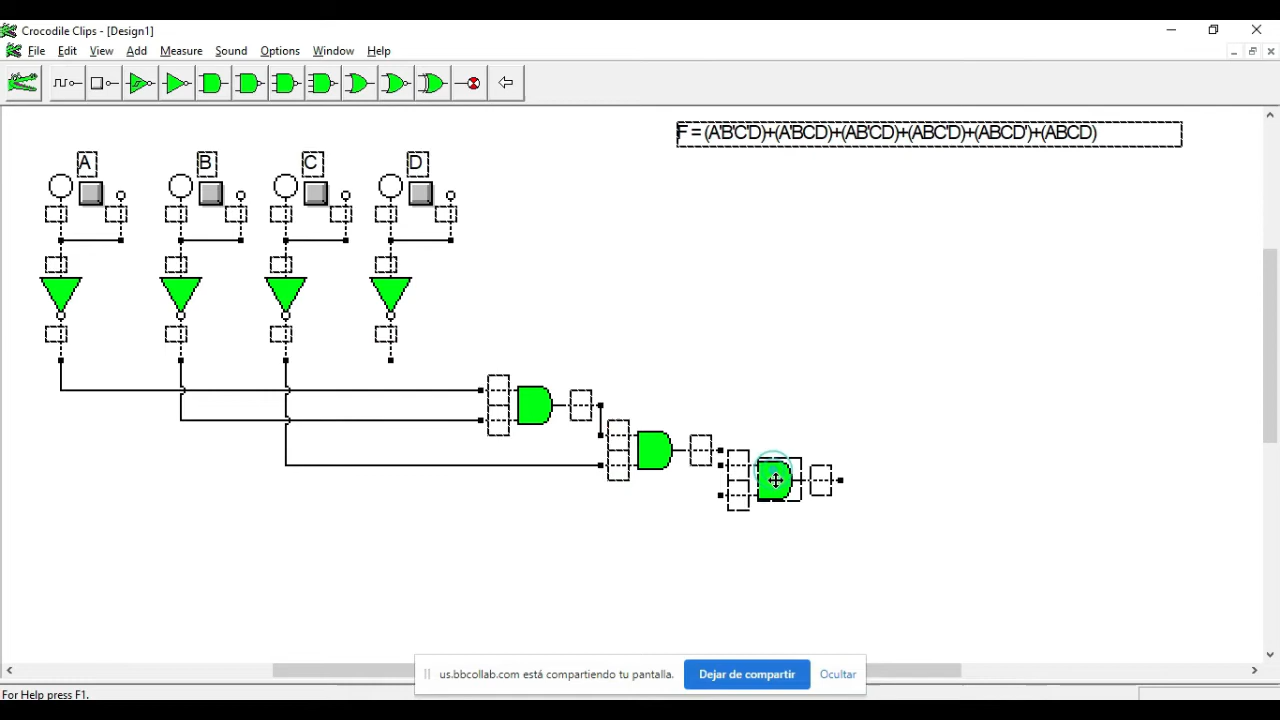 Crocodile Clips - [Design1]
File Edit View Add Measure Sound Options Window Help
F = (A'B'C'D)+(A'BCD)+(AB'CD)+(ABC'D)+(ABCD')+(ABCD)
A B C D
us.bbcollab.com está compartiendo tu pantalla. Dejar de compartir Ocultar
For Help press F1.